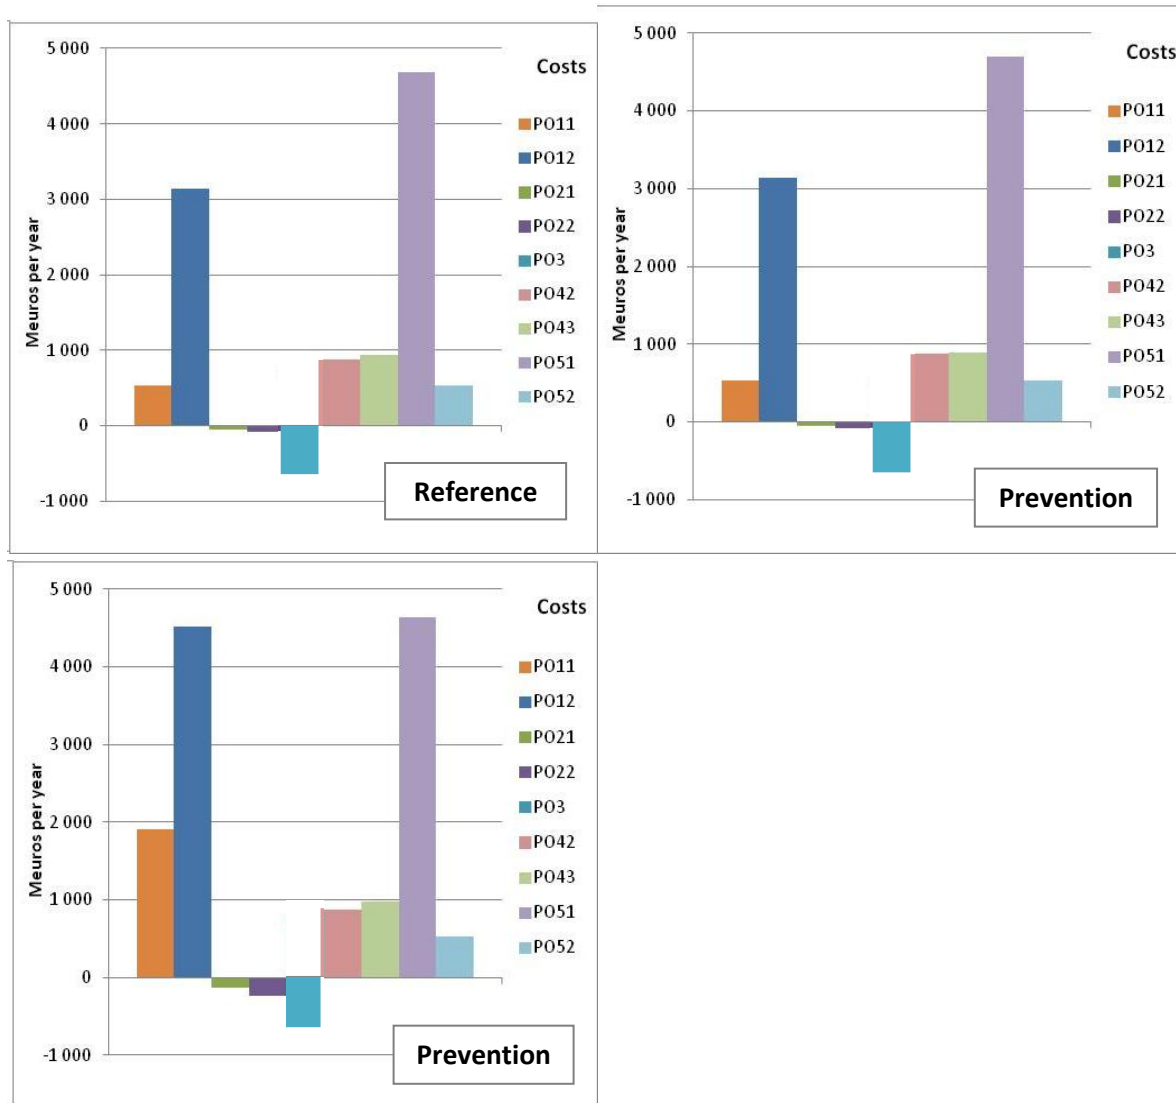 5 000
4 000
3 000
2 000
1 000
0
-1 000
Meuros per year
Costs
PO11
PO12
PO21
PO22
PO3
PO42
PO43
PO51
PO52
Reference
5 000
4 000
3 000
2 000
1 000
0
-1 000
Meuros per year
Costs
PO11
PO12
PO21
PO22
PO3
PO42
PO43
PO51
PO52
Prevention
5 000
4 000
3 000
2 000
1 000
0
-1 000
Meuros per year
Costs
PO11
PO12
PO21
PO22
PO3
PO42
PO43
PO51
PO52
Prevention